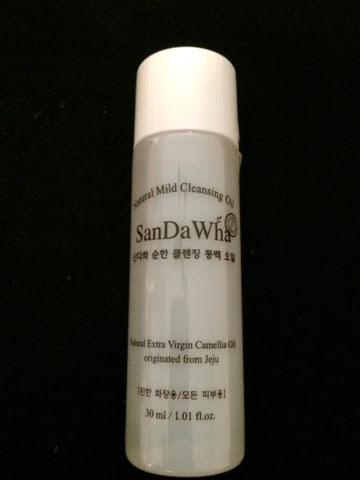 Natural Mild Cleansing Oil
SanDaWha
산다화 순한 클렌징 동백 오일
Natural Extra Virgin Camellia Oil
originated from Jeju
[진한 화장용/모든 피부용]
30 ml / 1.01 fl.oz.